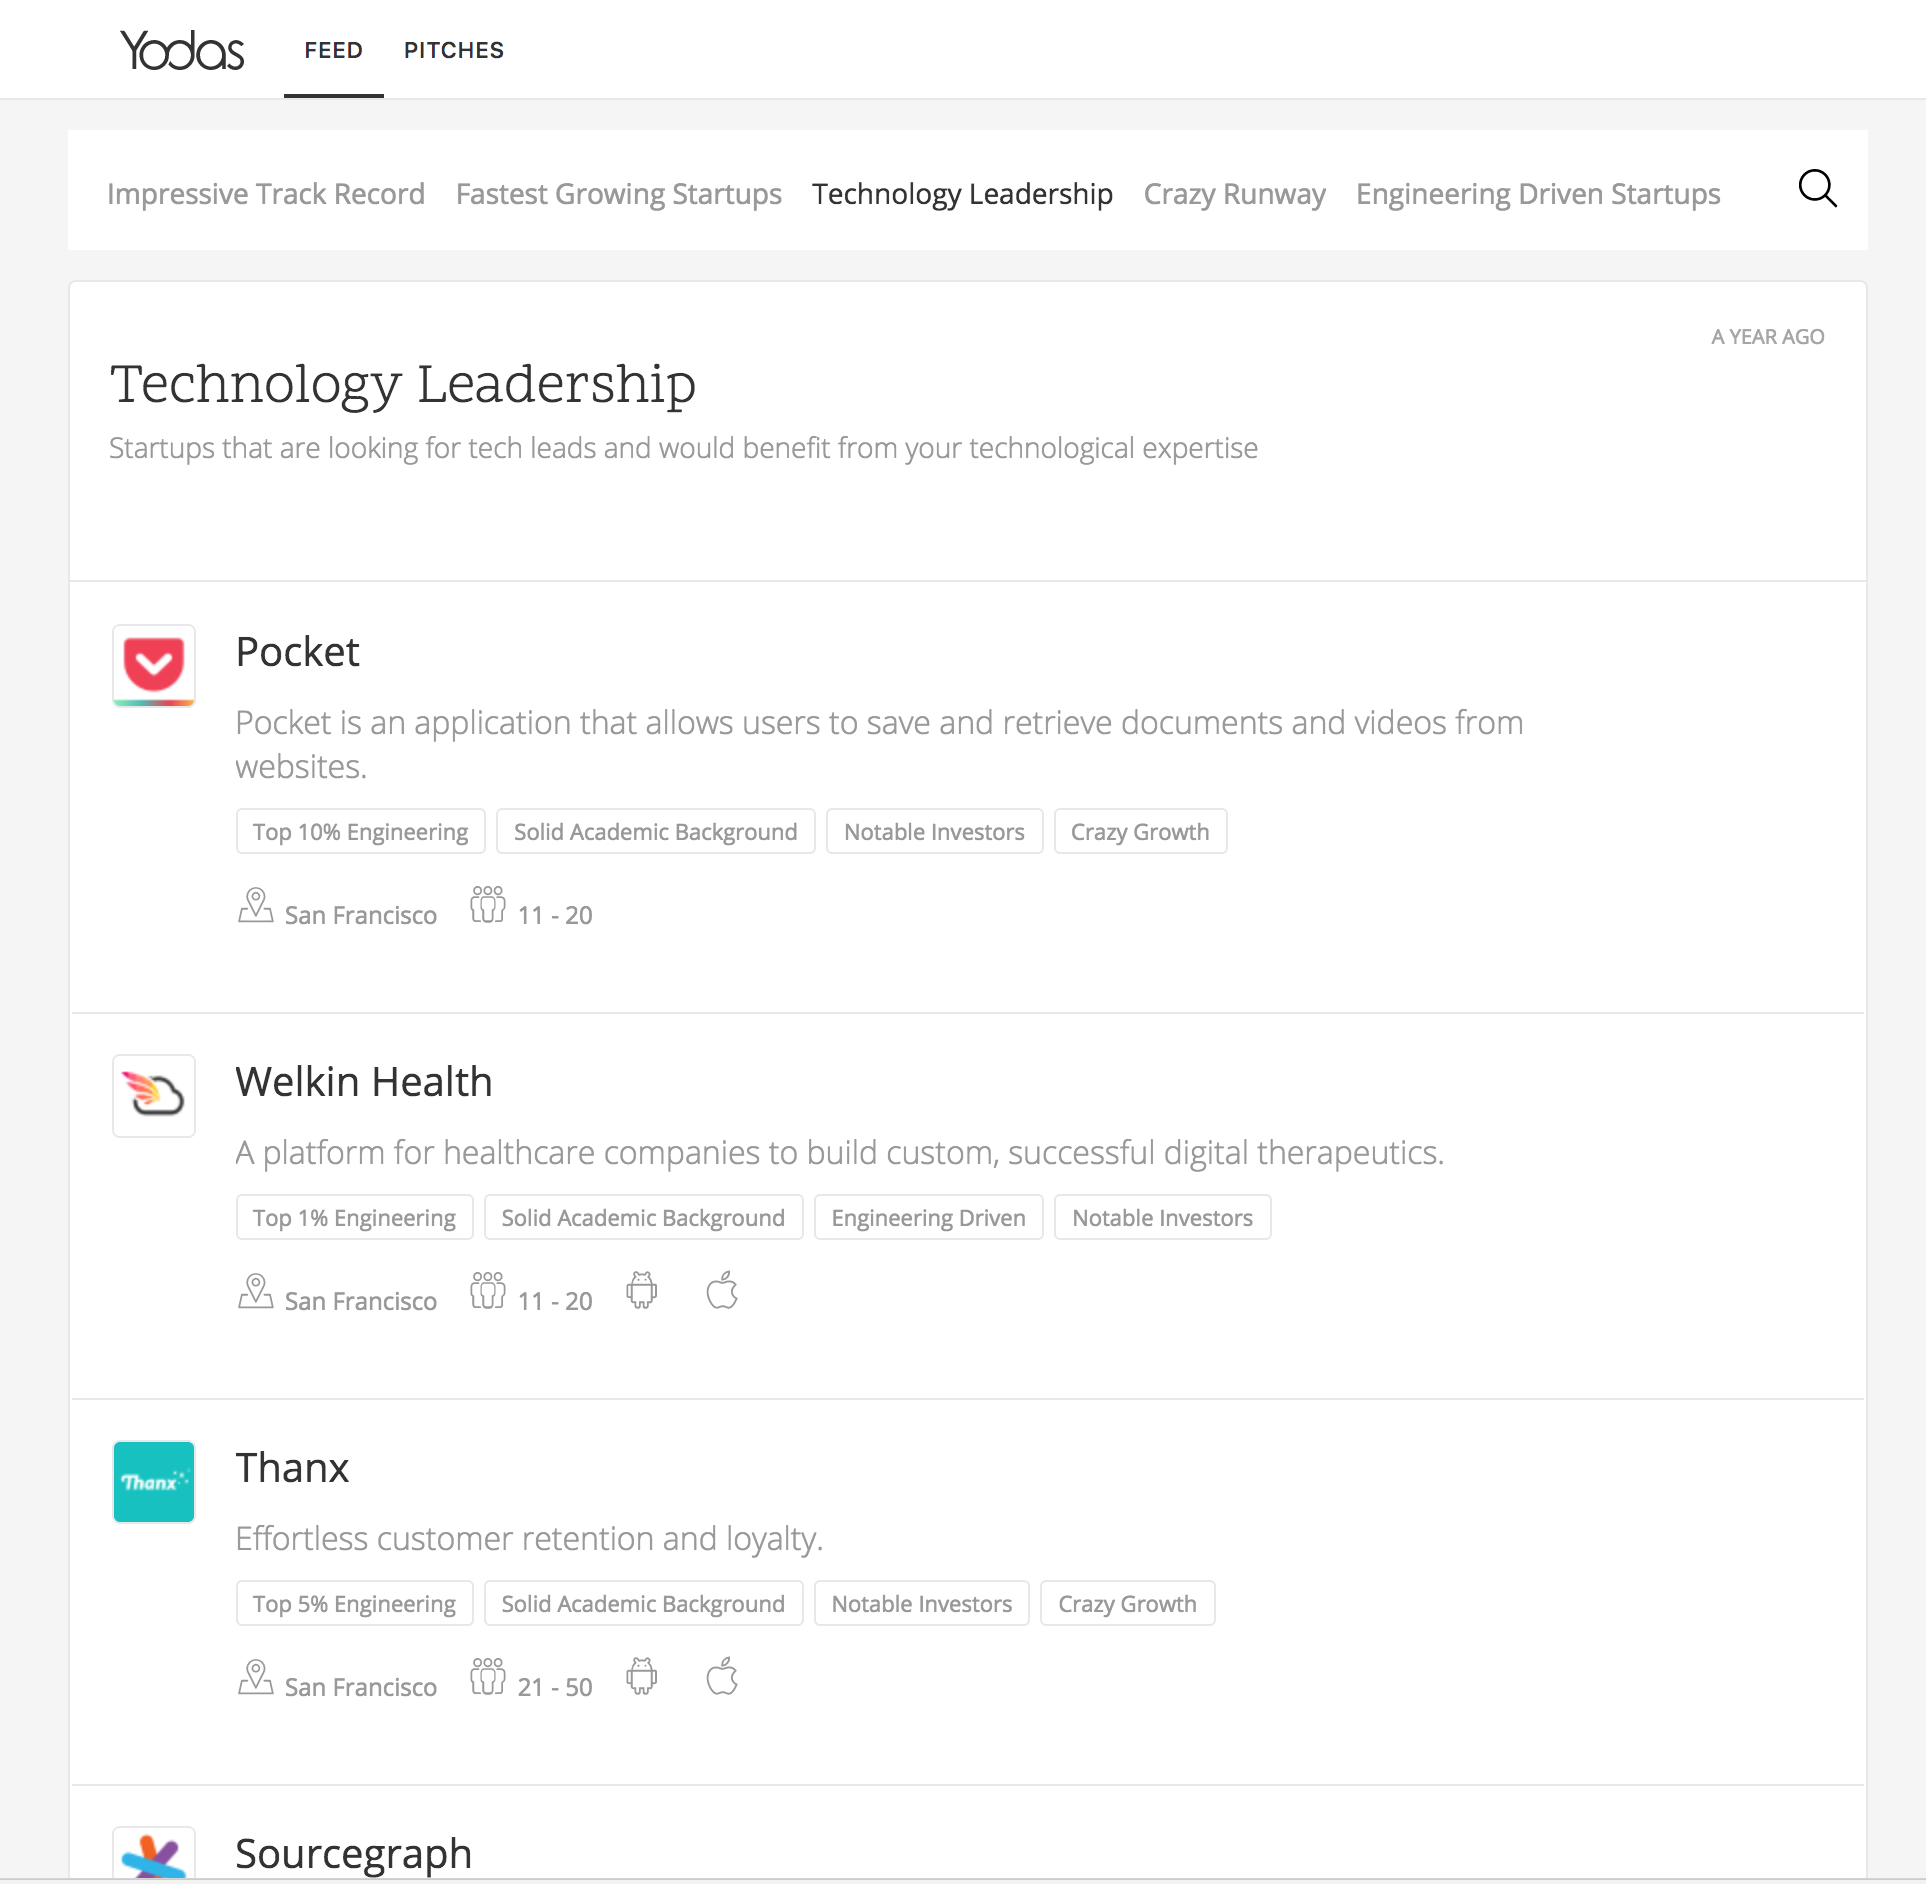 Yodas FEED PITCHES
Impressive Track Record Fastest Growing Startups Technology Leadership Crazy Runway Engineering Driven Startups
A YEAR AGO
Technology Leadership
Startups that are looking for tech leads and would benefit from your technological expertise
Pocket
Pocket is an application that allows users to save and retrieve documents and videos from
websites.
Top 10% Engineering Solid Academic Background Notable Investors Crazy Growth
San Francisco 11 - 20
Welkin Health
A platform for healthcare companies to build custom, successful digital therapeutics.
Top 1% Engineering Solid Academic Background Engineering Driven Notable Investors
San Francisco 11 - 20
Thanx
Thanx
Effortless customer retention and loyalty.
Top 5% Engineering Solid Academic Background Notable Investors Crazy Growth
San Francisco 21 - 50
Sourcegraph